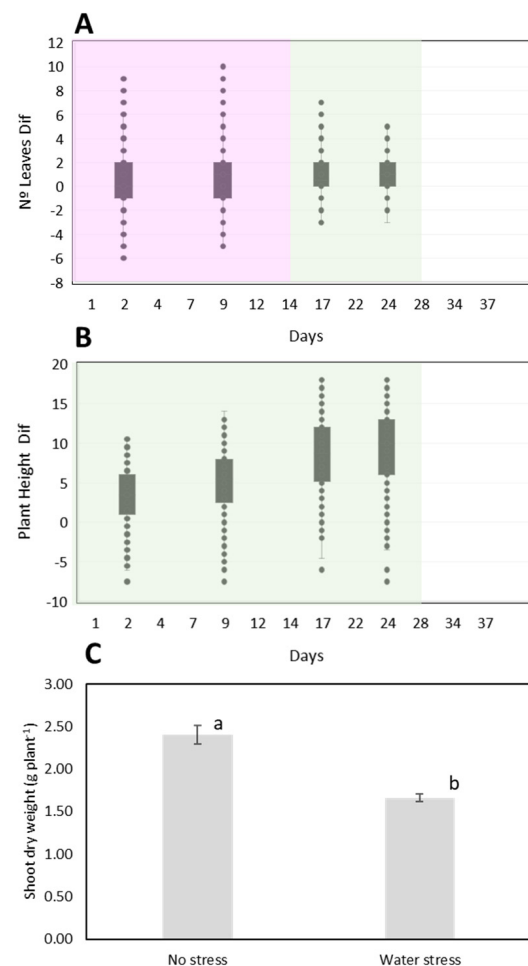 A
12
10
8
6
4
2
0
-2
-4
-6
-8
Nº Leaves Dif
1 2 4 7 9 12 14 17 22 24 28 34 37
Days
B
20
15
10
5
0
-5
-10
Plant Height Dif
1 2 4 7 9 12 14 17 22 24 28 34 37
Days
C
3.00
2.50
2.00
1.50
1.00
0.50
0.00
Shoot dry weight (g plant⁻¹)
a
b
No stress Water stress